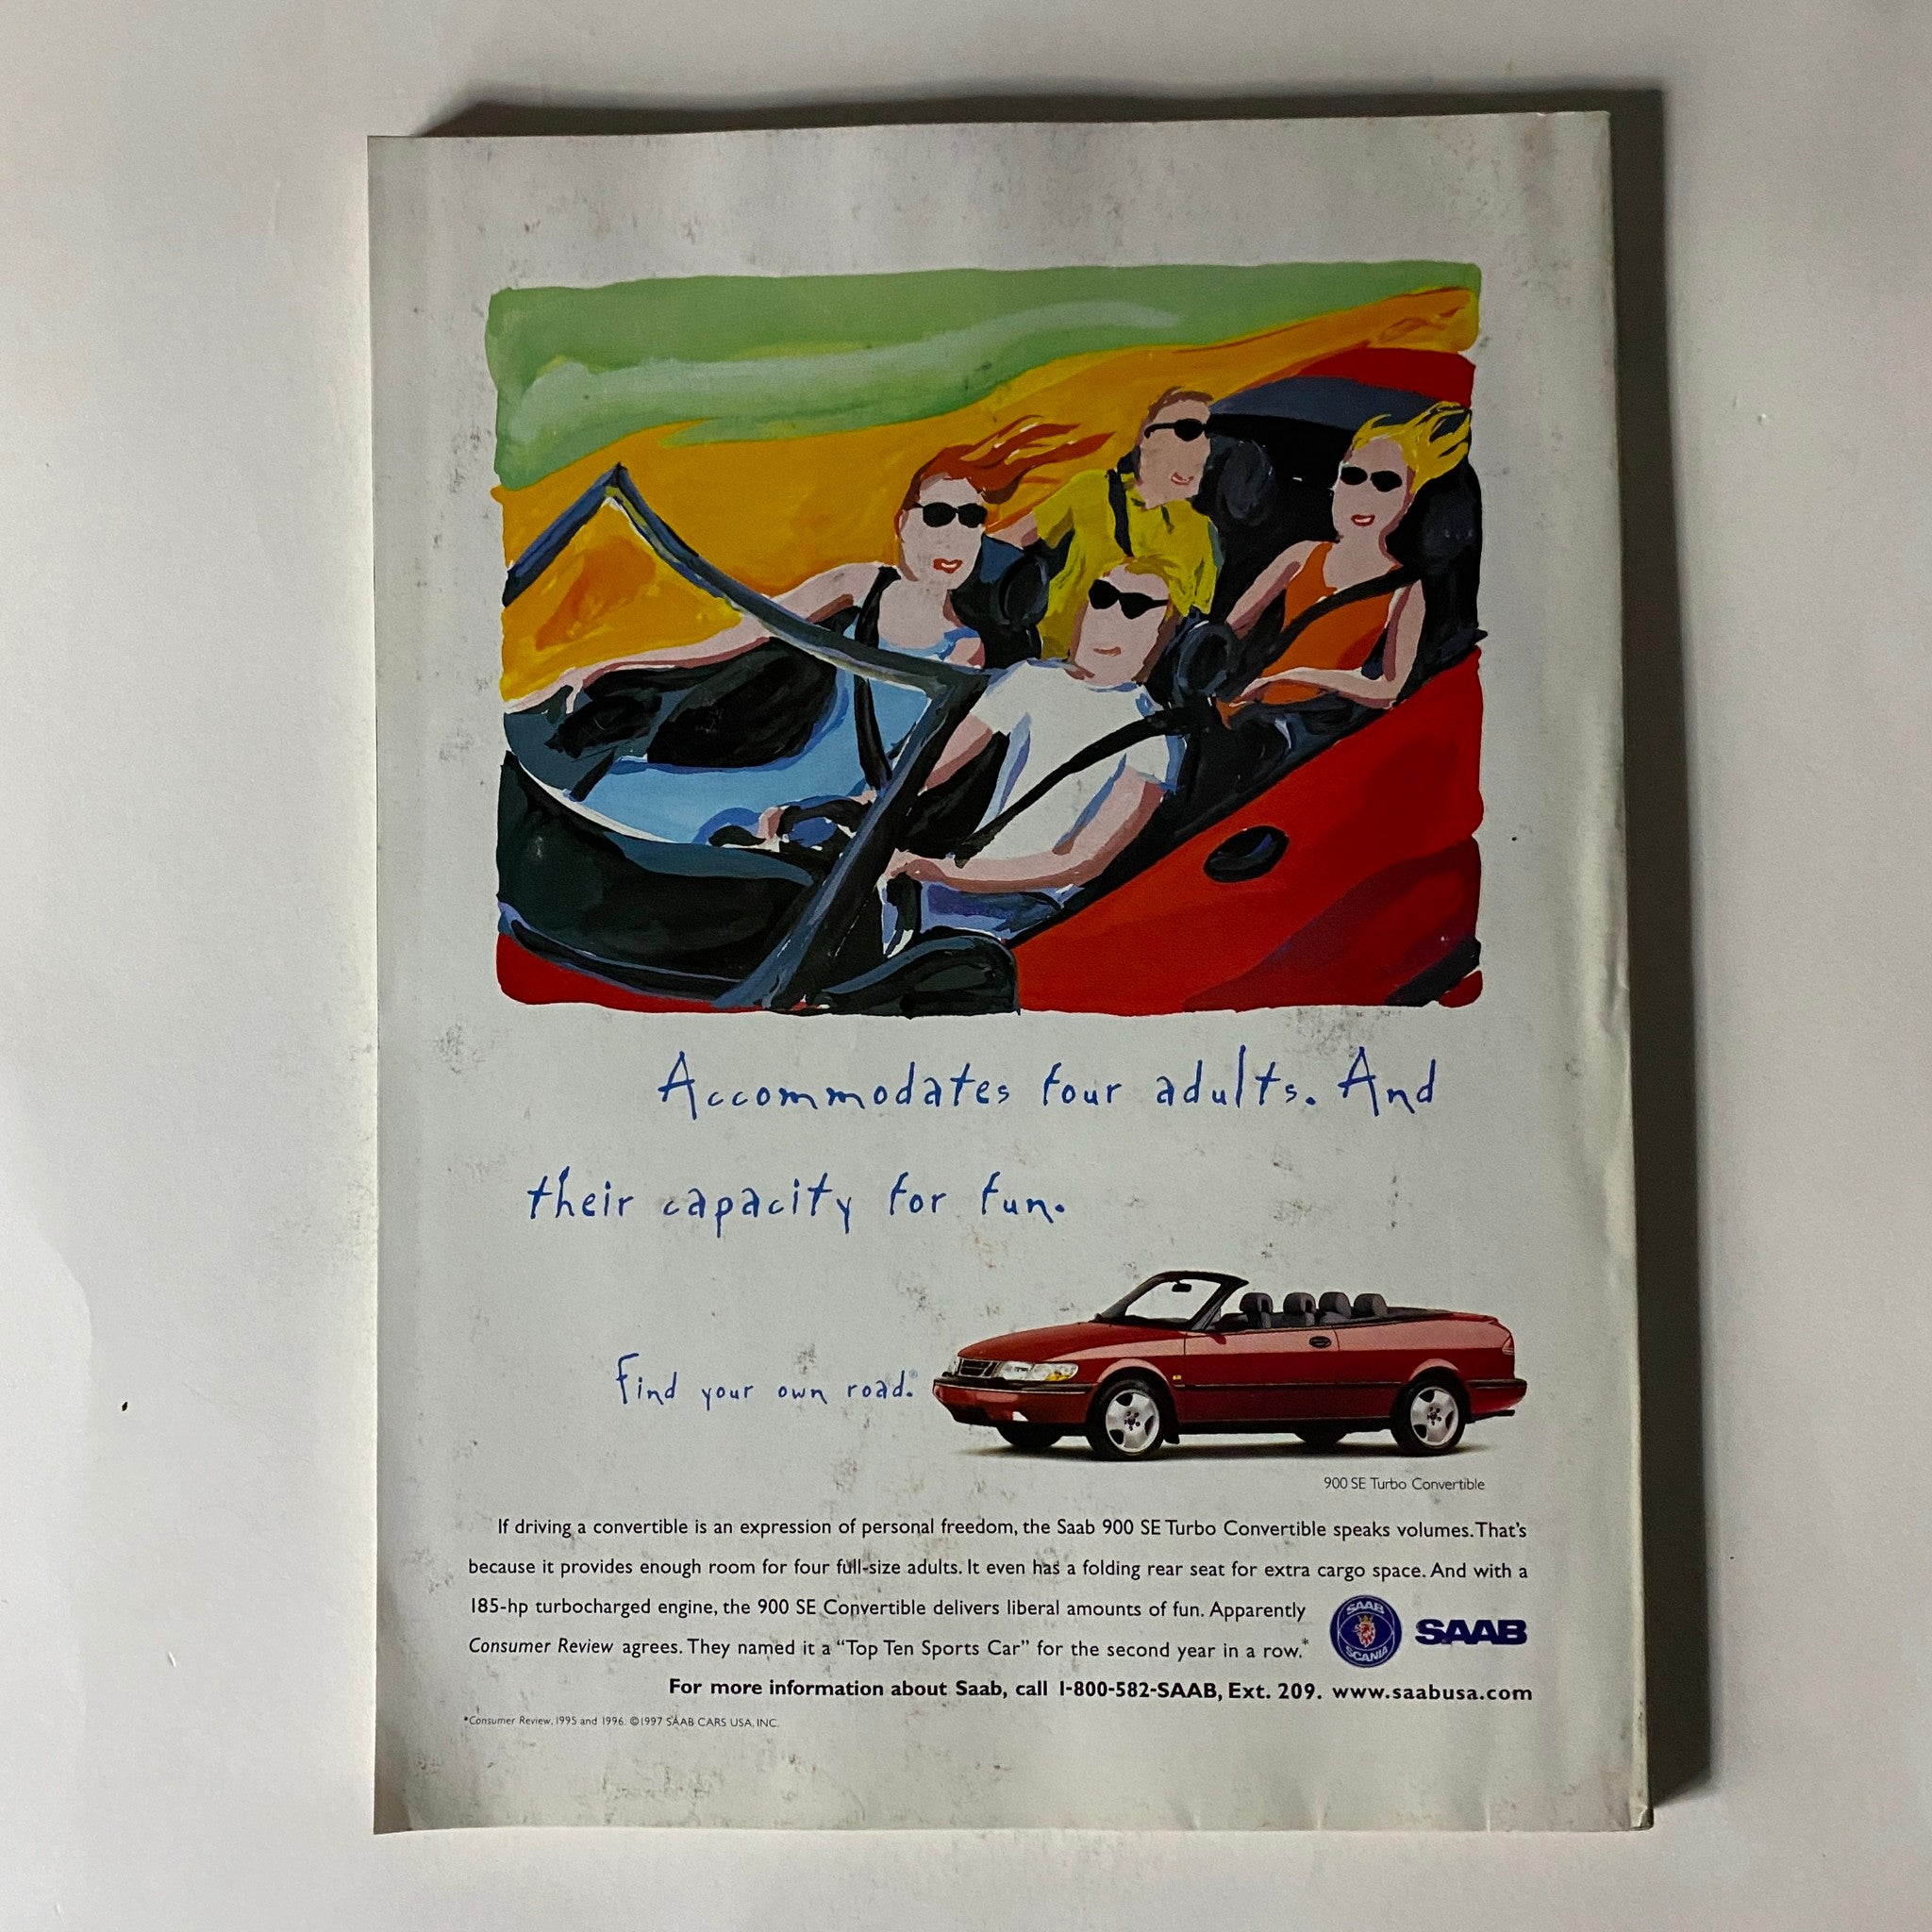 Accommodates four adults. And
their capacity for fun.
Find your own road.®
900 SE Turbo Convertible
If driving a convertible is an expression of personal freedom, the Saab 900 SE Turbo Convertible speaks volumes. That's
because it provides enough room for four full-size adults. It even has a folding rear seat for extra cargo space. And with a
185-hp turbocharged engine, the 900 SE Convertible delivers liberal amounts of fun. Apparently
Consumer Review agrees. They named it a “Top Ten Sports Car” for the second year in a row.*
SAAB
SCANIA
SAAB
For more information about Saab, call 1-800-582-SAAB, Ext. 209. www.saabusa.com
*Consumer Review, 1995 and 1996. ©1997 SAAB CARS USA, INC.